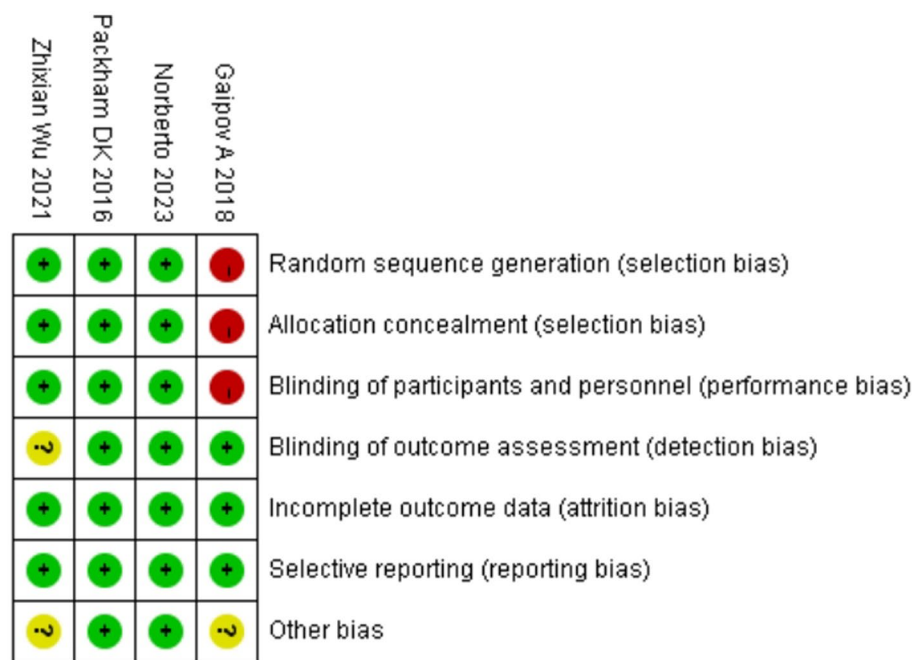 Zhixian Wu 2021
Packham DK 2016
Norberto 2023
Gaipov A 2018
+ + + - Random sequence generation (selection bias)
+ + + - Allocation concealment (selection bias)
+ + + - Blinding of participants and personnel (performance bias)
? + + + Blinding of outcome assessment (detection bias)
+ + + + Incomplete outcome data (attrition bias)
+ + + + Selective reporting (reporting bias)
? + + ? Other bias